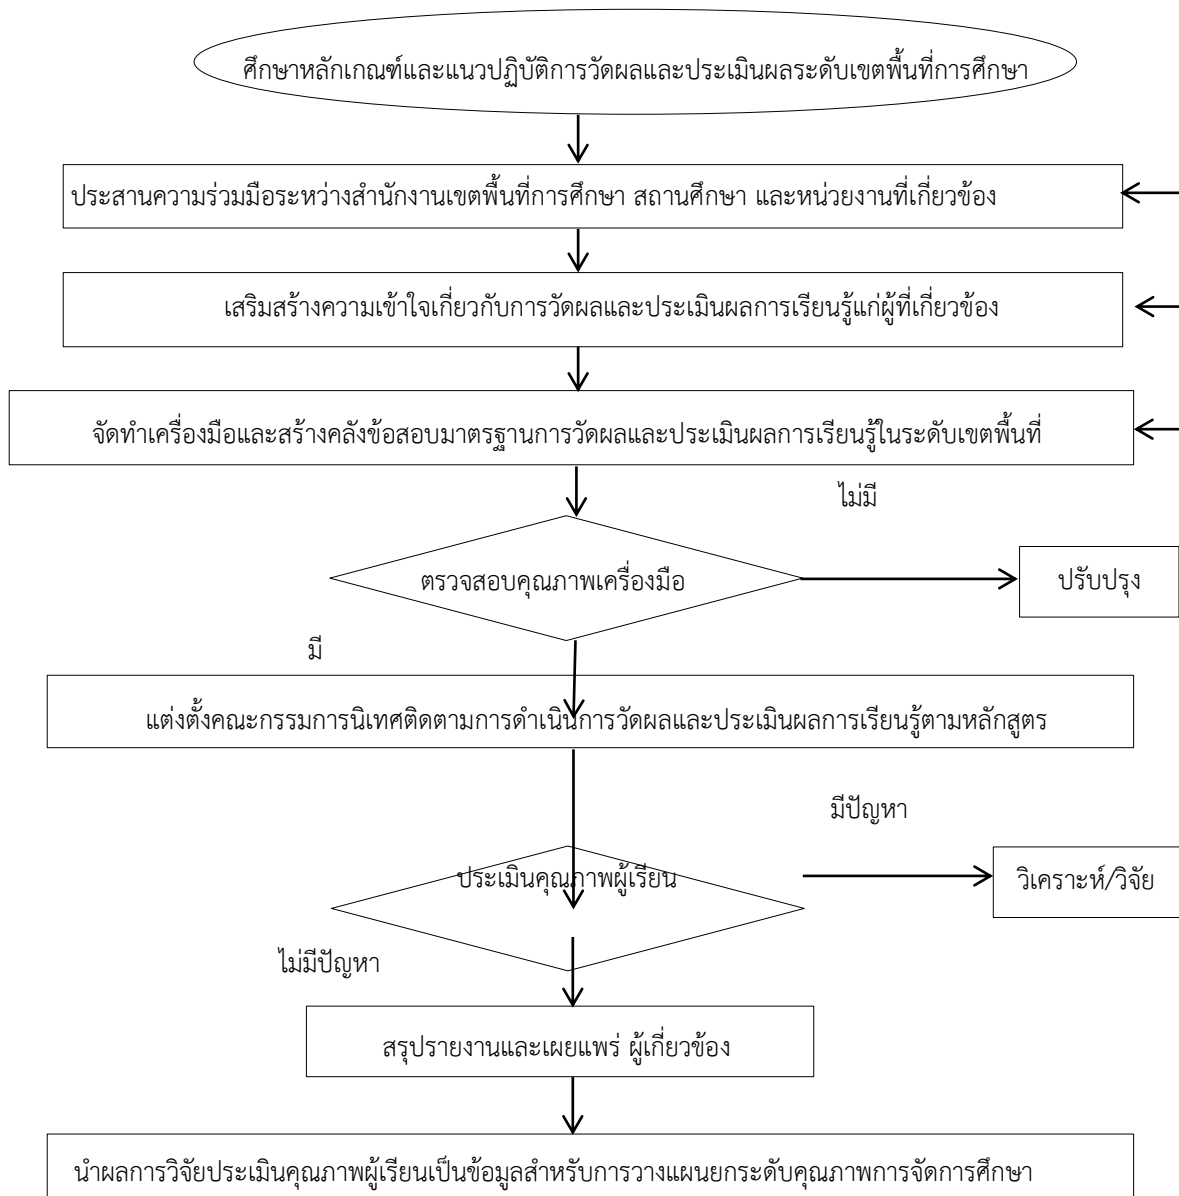 ศึกษาหลักเกณฑ์และแนวปฏิบัติการวัดผลและประเมินผลระดับเขตพื้นที่การศึกษา
ประสานความร่วมมือระหว่างสำนักงานเขตพื้นที่การศึกษา สถานศึกษา และหน่วยงานที่เกี่ยวข้อง
เสริมสร้างความเข้าใจเกี่ยวกับการวัดผลและประเมินผลการเรียนรู้แก่ผู้ที่เกี่ยวข้อง
จัดทำเครื่องมือและสร้างคลังข้อสอบมาตรฐานการวัดผลและประเมินผลการเรียนรู้ในระดับเขตพื้นที่
ไม่มี
ตรวจสอบคุณภาพเครื่องมือ
ปรับปรุง
มี
แต่งตั้งคณะกรรมการนิเทศติดตามการดำเนินการวัดผลและประเมินผลการเรียนรู้ตามหลักสูตร
มีปัญหา
ประเมินคุณภาพผู้เรียน
วิเคราะห์/วิจัย
ไม่มีปัญหา
สรุปรายงานและเผยแพร่ ผู้เกี่ยวข้อง
นำผลการวิจัยประเมินคุณภาพผู้เรียนเป็นข้อมูลสำหรับการวางแผนยกระดับคุณภาพการจัดการศึกษา